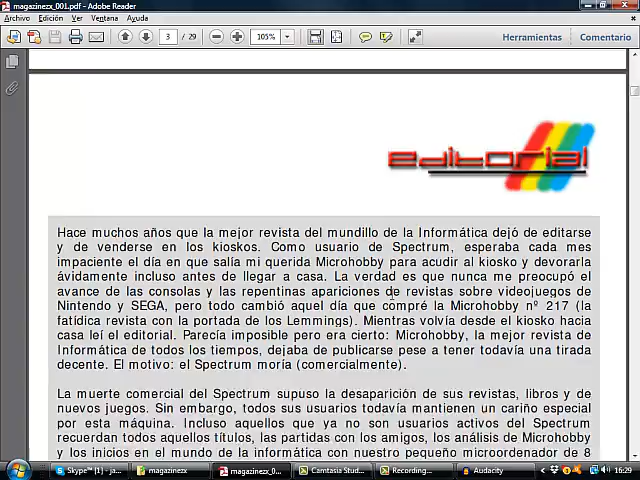 magazinezx_001.pdf - Adobe Reader
Archivo Edición Ver Ventana Ayuda
3 / 29 105% Herramientas Comentario
editorial
Hace muchos años que la mejor revista del mundillo de la Informática dejó de editarse
y de venderse en los kioskos. Como usuario de Spectrum, esperaba cada mes
impaciente el día en que salía mi querida Microhobby para acudir al kiosko y devorarla
ávidamente incluso antes de llegar a casa. La verdad es que nunca me preocupó el
avance de las consolas y las repentinas apariciones de revistas sobre videojuegos de
Nintendo y SEGA, pero todo cambió aquel día que compré la Microhobby nº 217 (la
fatídica revista con la portada de los Lemmings). Mientras volvía desde el kiosko hacia
casa leí el editorial. Parecía imposible pero era cierto: Microhobby, la mejor revista de
Informática de todos los tiempos, dejaba de publicarse pese a tener todavía una tirada
decente. El motivo: el Spectrum moría (comercialmente).
La muerte comercial del Spectrum supuso la desaparición de sus revistas, libros y de
nuevos juegos. Sin embargo, todos sus usuarios todavía mantienen un cariño especial
por esta máquina. Incluso aquellos que ya no son usuarios activos del Spectrum
recuerdan todos aquellos títulos, las partidas con los amigos, los análisis de Microhobby
y los inicios en el mundo de la informática con nuestro pequeño microordenador de 8
Skype™ [1] - ja... magazinezx magazinezx_0... Camtasia Stud... Recording... Audacity 16:29